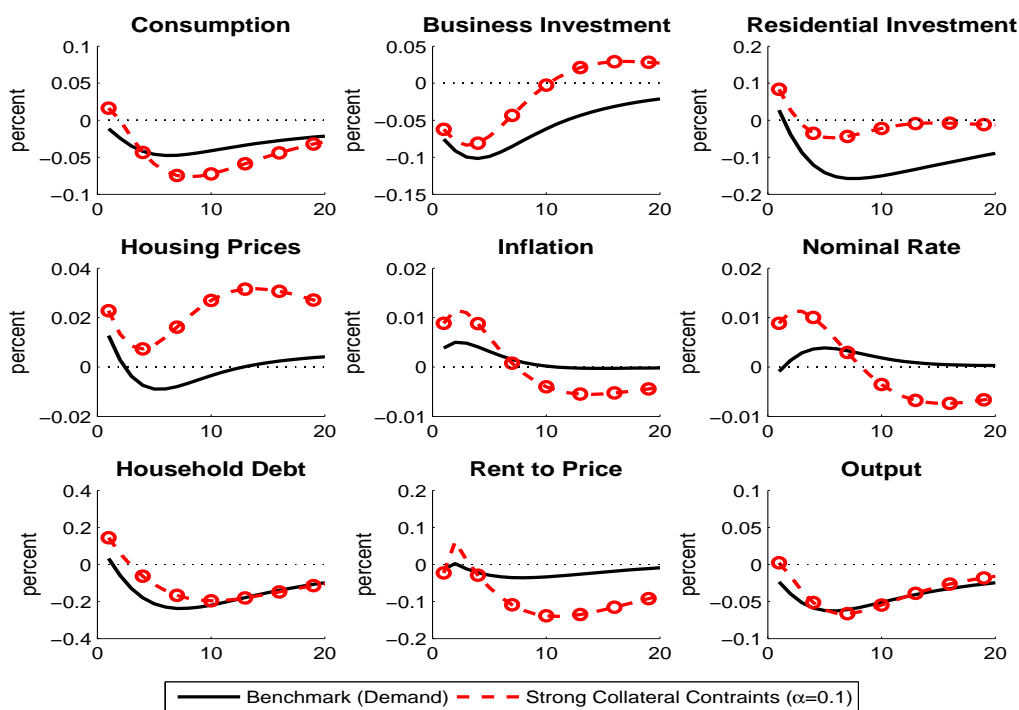 Consumption Business Investment Residential Investment
percent 0.1 0.05 0 −0.05 −0.1 0 10 20
percent 0.05 0 −0.05 −0.1 −0.15 0 10 20
percent 0.2 0.1 0 −0.1 −0.2 0 10 20
Housing Prices Inflation Nominal Rate
percent 0.04 0.02 0 −0.02 0 10 20
percent 0.02 0.01 0 −0.01 0 10 20
percent 0.02 0.01 0 −0.01 0 10 20
Household Debt Rent to Price Output
percent 0.4 0.2 0 −0.2 −0.4 0 10 20
percent 0.2 0.1 0 −0.1 −0.2 0 10 20
percent 0.1 0.05 0 −0.05 −0.1 0 10 20
Benchmark (Demand) Strong Collateral Contraints (α=0.1)